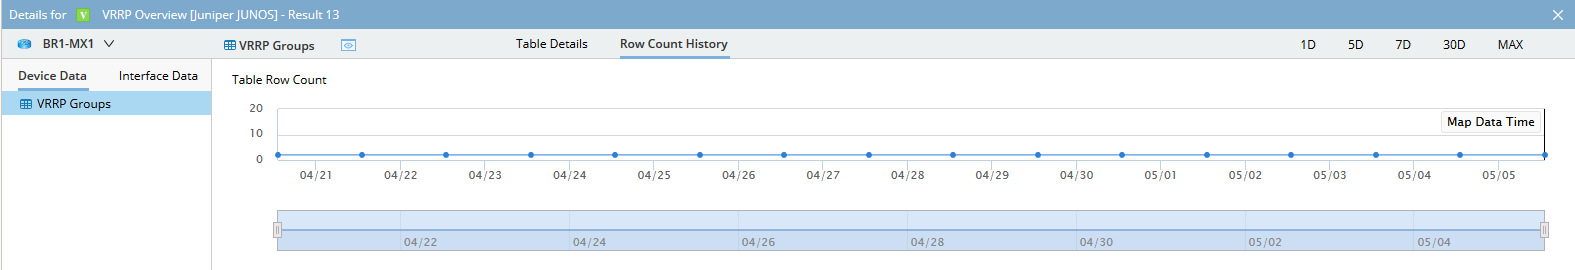 Details for V VRRP Overview [Juniper JUNOS] - Result 13
BR1-MX1 VRRP Groups Table Details Row Count History 1D 5D 7D 30D MAX
Device Data Interface Data
VRRP Groups
Table Row Count
20
10
0
Map Data Time
04/21 04/22 04/23 04/24 04/25 04/26 04/27 04/28 04/29 04/30 05/01 05/02 05/03 05/04 05/05
04/22 04/24 04/26 04/28 04/30 05/02 05/04